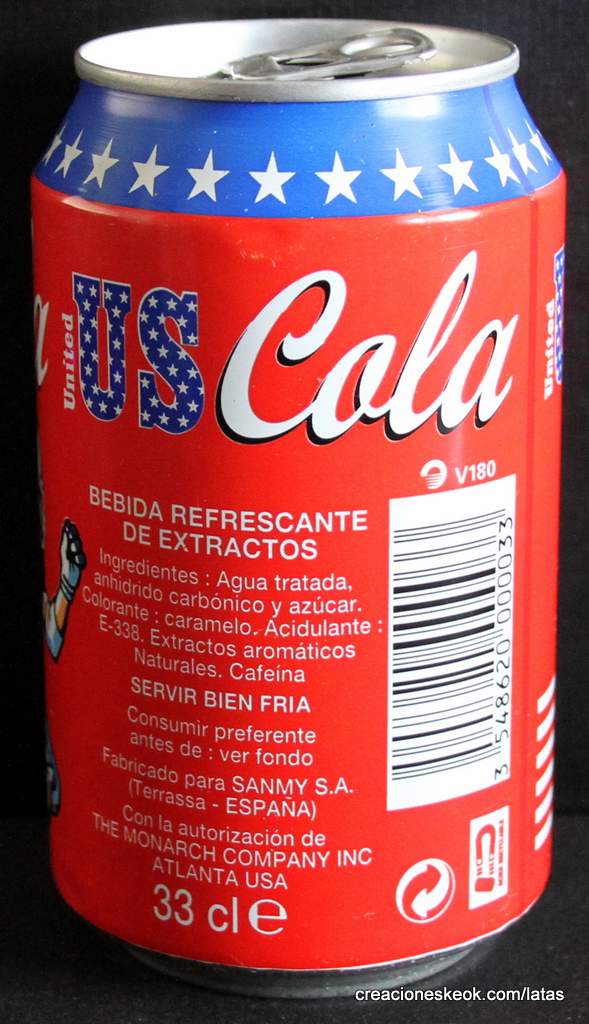 United
US Cola
V180
BEBIDA REFRESCANTE
DE EXTRACTOS
Ingredientes : Agua tratada,
anhidrido carbónico y azúcar.
Colorante : caramelo. Acidulante :
E-338. Extractos aromáticos
Naturales. Cafeína
SERVIR BIEN FRIA
Consumir preferente
antes de : ver fondo
Fabricado para SANMY S.A.
(Terrassa - ESPAÑA)
Con la autorización de
THE MONARCH COMPANY INC
ATLANTA USA
33 cl e
3 548620 000033
United
a
creacioneskeok.com/latas